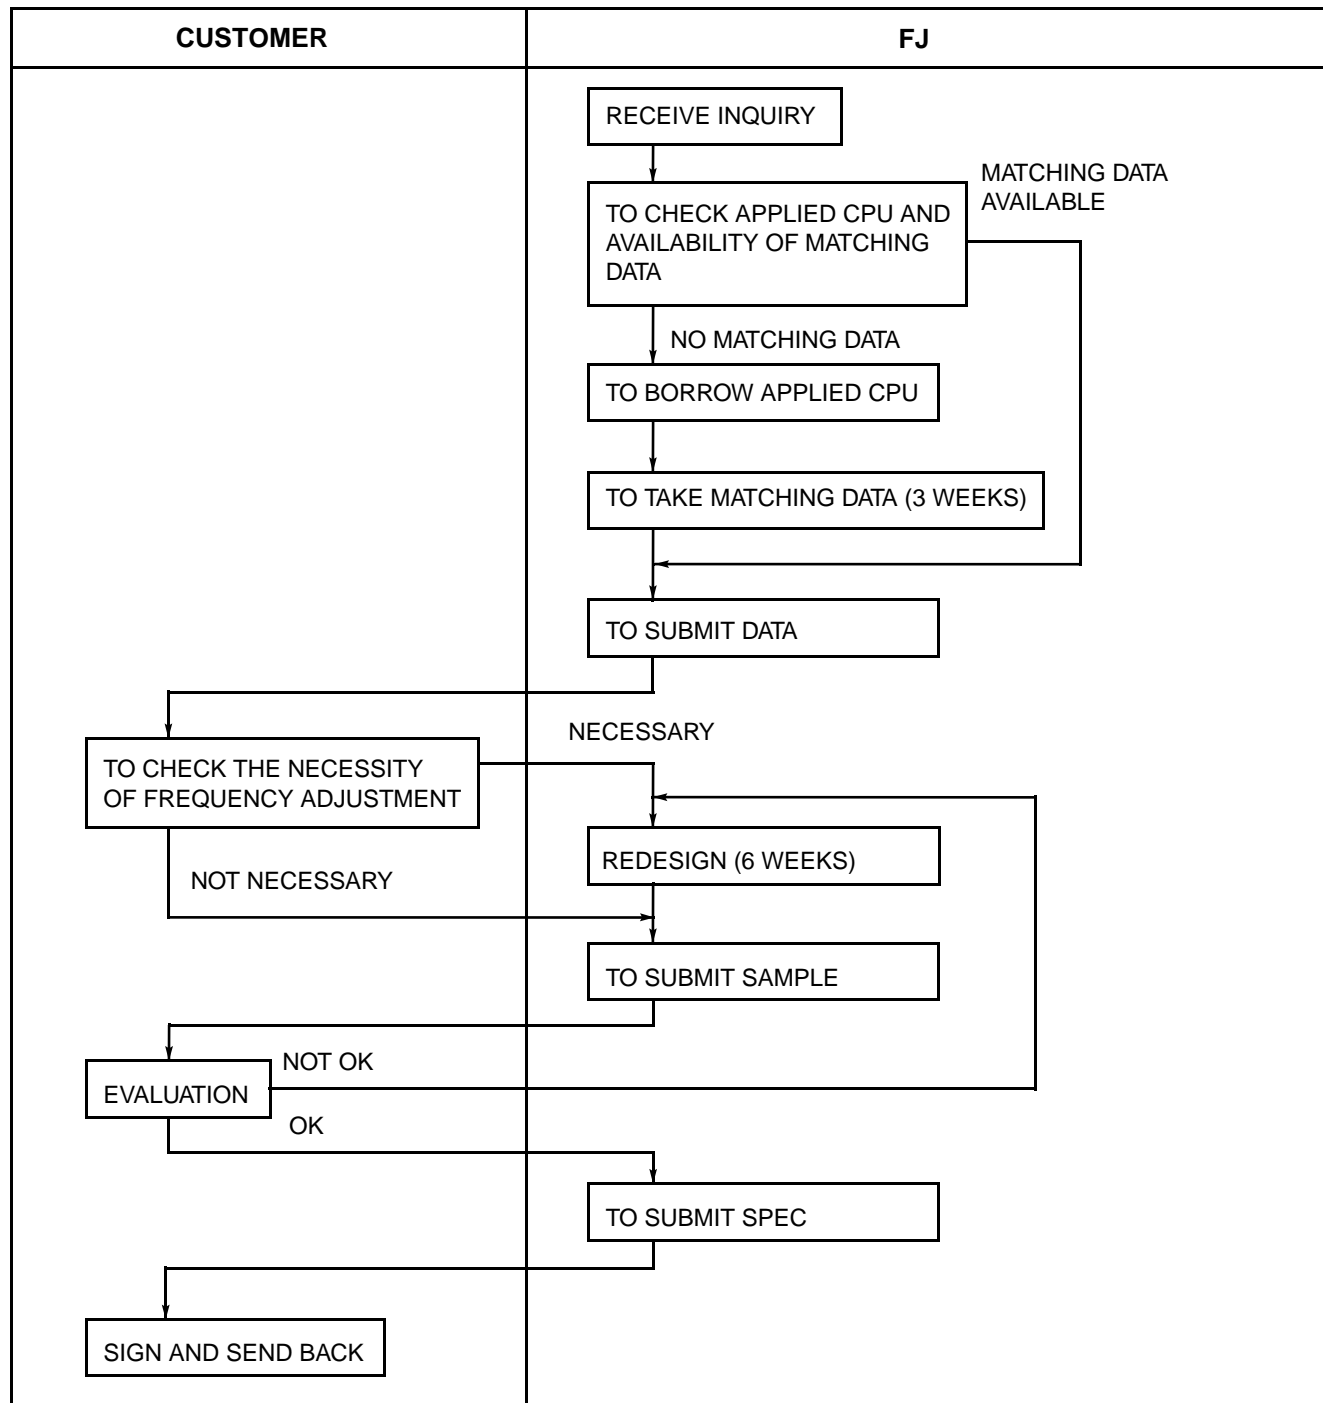 CUSTOMER
FJ
RECEIVE INQUIRY
MATCHING DATA
AVAILABLE
TO CHECK APPLIED CPU AND
AVAILABILITY OF MATCHING
DATA
NO MATCHING DATA
TO BORROW APPLIED CPU
TO TAKE MATCHING DATA (3 WEEKS)
TO SUBMIT DATA
NECESSARY
TO CHECK THE NECESSITY
OF FREQUENCY ADJUSTMENT
REDESIGN (6 WEEKS)
NOT NECESSARY
TO SUBMIT SAMPLE
NOT OK
EVALUATION
OK
TO SUBMIT SPEC
SIGN AND SEND BACK